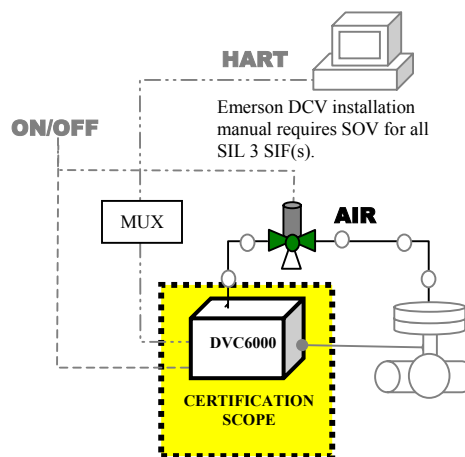 HART
Emerson DCV installation
manual requires SOV for all
SIL 3 SIF(s).
ON/OFF
MUX
AIR
DVC6000
CERTIFICATION
SCOPE